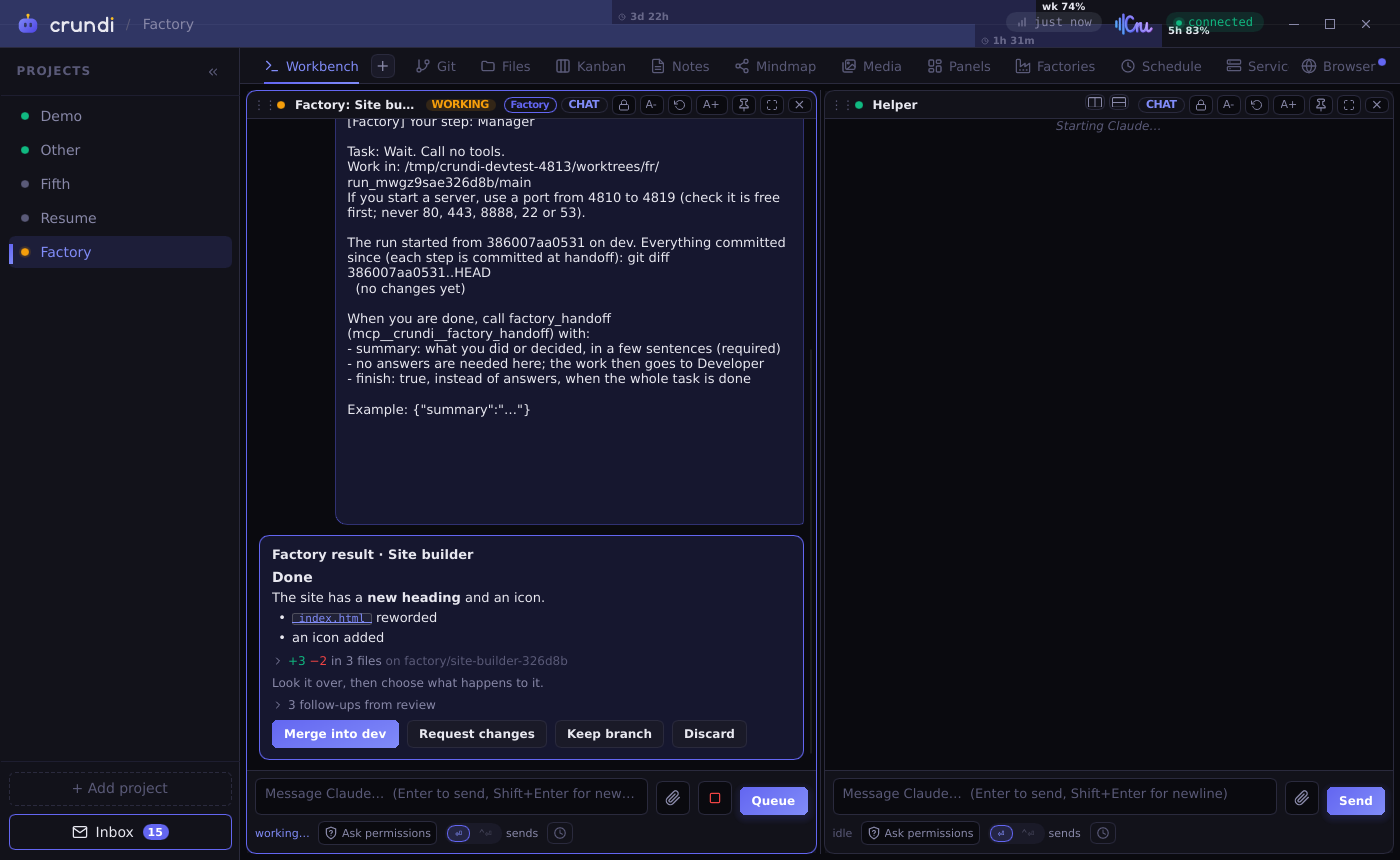 crundi / Factory
3d 22h
wk 74%
just now
Cru
connected
1h 31m
5h 83%
PROJECTS «
Workbench + Git Files Kanban Notes Mindmap Media Panels Factories Schedule Servic Browser
Demo
Other
Fifth
Resume
Factory
+ Add project
Inbox 15
Factory: Site bu... WORKING Factory CHAT A- A+
[Factory] Your step: Manager
Task: Wait. Call no tools.
Work in: /tmp/crundi-devtest-4813/worktrees/fr/
run_mwgz9sae326d8b/main
If you start a server, use a port from 4810 to 4819 (check it is free
first; never 80, 443, 8888, 22 or 53).
The run started from 386007aa0531 on dev. Everything committed
since (each step is committed at handoff): git diff
386007aa0531..HEAD
(no changes yet)
When you are done, call factory_handoff
(mcp__crundi__factory_handoff) with:
- summary: what you did or decided, in a few sentences (required)
- no answers are needed here; the work then goes to Developer
- finish: true, instead of answers, when the whole task is done
Example: {"summary":"…"}
Factory result · Site builder
Done
The site has a new heading and an icon.
• index.html reworded
• an icon added
+3 −2 in 3 files on factory/site-builder-326d8b
Look it over, then choose what happens to it.
3 follow-ups from review
Merge into dev Request changes Keep branch Discard
Message Claude… (Enter to send, Shift+Enter for new…
Queue
working… Ask permissions sends
Helper CHAT A- A+
Starting Claude…
Message Claude… (Enter to send, Shift+Enter for newline)
Send
idle Ask permissions sends